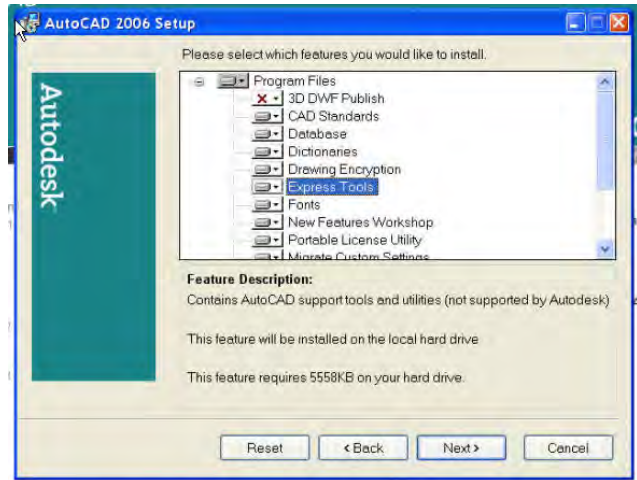 AutoCAD 2006 Setup
Please select which features you would like to install.
Autodesk
Program Files
3D DWF Publish
CAD Standards
Database
Dictionaries
Drawing Encryption
Express Tools
Fonts
New Features Workshop
Portable License Utility
Migrate Custom Settings
Feature Description:
Contains AutoCAD support tools and utilities (not supported by Autodesk)
This feature will be installed on the local hard drive
This feature requires 5558KB on your hard drive.
Reset
< Back
Next >
Cancel